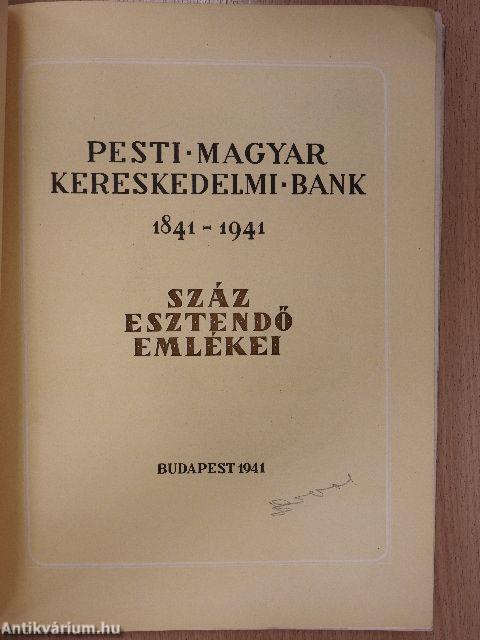 PESTI·MAGYAR
KERESKEDELMI·BANK
1841-1941
SZÁZ
ESZTENDŐ
EMLÉKEI
BUDAPEST 1941
Antikvárium.hu